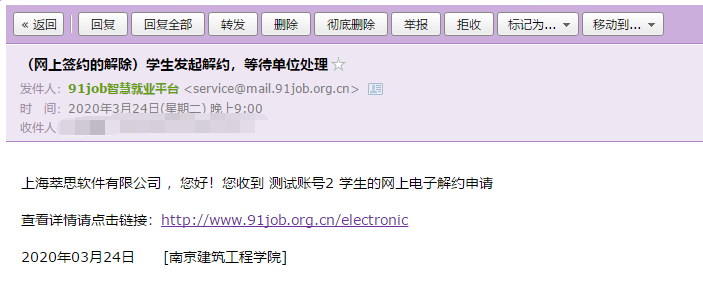 « 返回 回复 回复全部 转发 删除 彻底删除 举报 拒收 标记为... 移动到...
（网上签约的解除）学生发起解约，等待单位处理
发件人：91job智慧就业平台 <service@mail.91job.org.cn>
时 间：2020年3月24日(星期二) 晚上9:00
收件人
上海萃思软件有限公司 ，您好！您收到 测试账号2 学生的网上电子解约申请
查看详情请点击链接：http://www.91job.org.cn/electronic
2020年03月24日 [南京建筑工程学院]